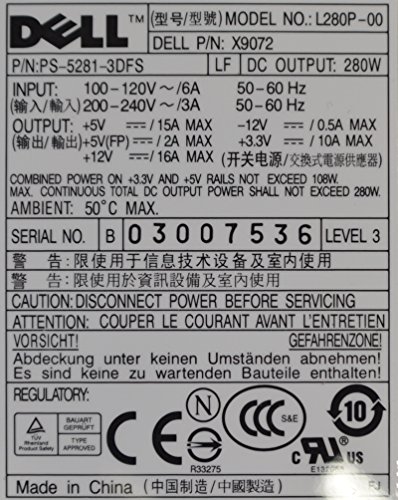 DELL™ (型号/型號) MODEL NO.: L280P-00
DELL P/N: X9072
P/N:PS-5281-3DFS LF DC OUTPUT: 280W
INPUT: 100-120V～/6A 50-60 Hz
(输入/輸入) 200-240V～/3A 50-60 Hz
OUTPUT: +5V ⎓/15A MAX -12V ⎓/0.5A MAX
(输出/輸出) +5V(FP) ⎓/2A MAX +3.3V ⎓/10A MAX
+12V ⎓/16A MAX (开关电源/交換式電源供應器)
COMBINED POWER ON +3.3V AND +5V RAILS NOT EXCEED 108W.
MAX. CONTINUOUS TOTAL DC OUTPUT POWER SHALL NOT EXCEED 280W.
AMBIENT: 50°C MAX.
SERIAL NO. B 03007536 LEVEL 3
警 告:限使用于信息技术设备及室内使用
警 告:限使用於資訊設備及室內使用
CAUTION:DISCONNECT POWER BEFORE SERVICING
ATTENTION: COUPER LE COURANT AVANT L'ENTRETIEN
VORSICHT! GEFAHRENZONE!
Abdeckung unter keinen Umständen abnehmen!
Es sind keine zu wartenden Bauteile enthalten!
REGULATORY:
TÜV
Rheinland
Product Safety
BAUART
GEPRÜFT
TYPE
APPROVED
CE
N
R33275
CCC
S&E
c RU US
10
Made in China (中国制造/中國製造) FJ